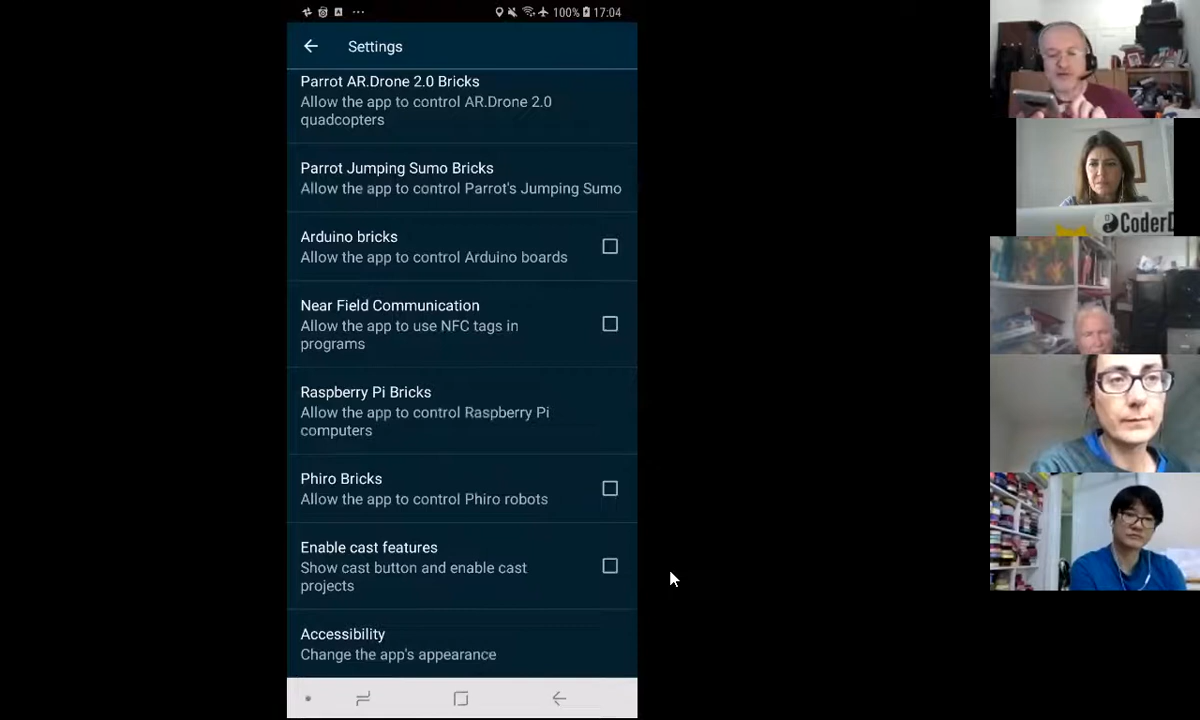 100% 17:04
Settings
Parrot AR.Drone 2.0 Bricks
Allow the app to control AR.Drone 2.0
quadcopters
Parrot Jumping Sumo Bricks
Allow the app to control Parrot's Jumping Sumo
Arduino bricks
Allow the app to control Arduino boards
Near Field Communication
Allow the app to use NFC tags in
programs
Raspberry Pi Bricks
Allow the app to control Raspberry Pi
computers
Phiro Bricks
Allow the app to control Phiro robots
Enable cast features
Show cast button and enable cast
projects
Accessibility
Change the app's appearance
CoderD